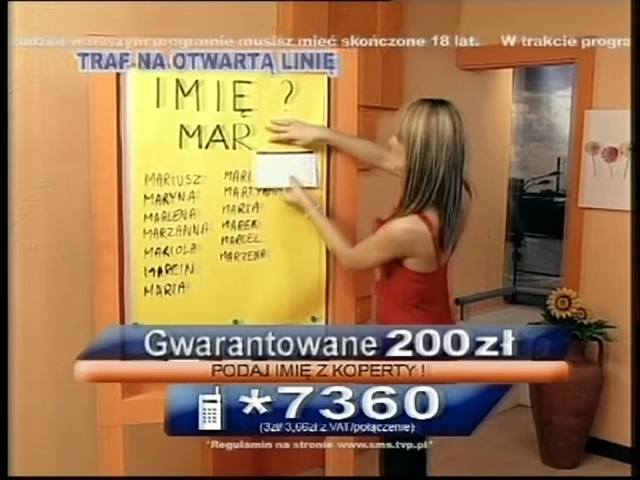 w naszym programie musisz mieć skończone 18 lat. W trakcie progra
TRAF NA OTWARTĄ LINIĘ
IMIĘ ?
MAR
MARIUSZ
MARYNA
MARLENA
MARZANNA
MARIOLA
MARCIN
MARIA
MARTYNA
MARTA
MAREK
MARCEL
MARZENA
Gwarantowane 200zł
PODAJ IMIĘ Z KOPERTY !
*7360
(3zł/3,66zł z VAT/połączenie)
*Regulamin na stronie www.sms.tvp.pl*